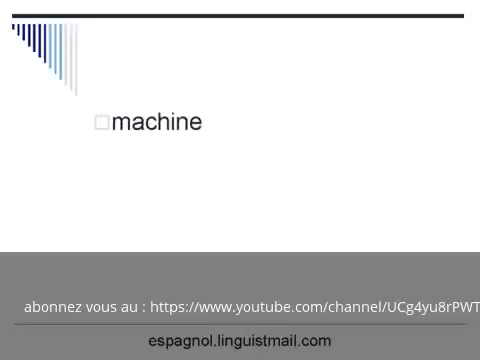 machine
abonnez vous au : https://www.youtube.com/channel/UCg4yu8rPWT
espagnol.linguistmail.com